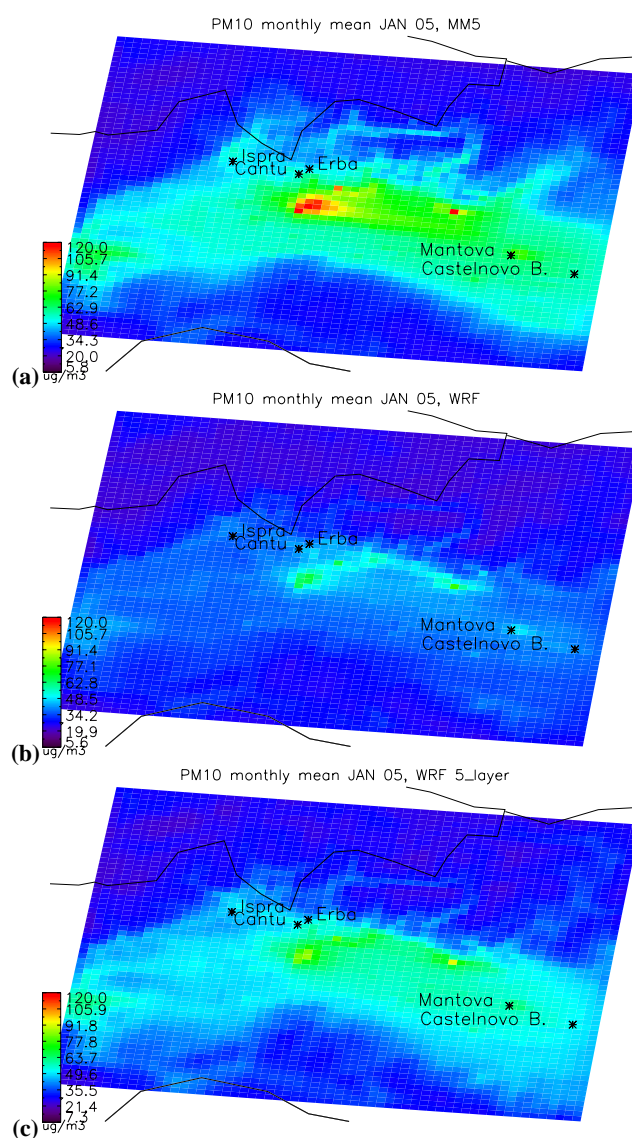 PM10 monthly mean JAN 05, MM5
Ispra
Cantu
Erba
Mantova
Castelnovo B.
120.0
105.7
91.4
77.2
62.9
48.6
34.3
20.0
5.8
ug/m3
(a)
PM10 monthly mean JAN 05, WRF
Ispra
Cantu
Erba
Mantova
Castelnovo B.
120.0
105.7
91.4
77.1
62.8
48.5
34.2
19.9
5.6
ug/m3
(b)
PM10 monthly mean JAN 05, WRF 5_layer
Ispra
Cantu
Erba
Mantova
Castelnovo B.
120.0
105.9
91.8
77.8
63.7
49.6
35.5
21.4
7.3
ug/m3
(c)